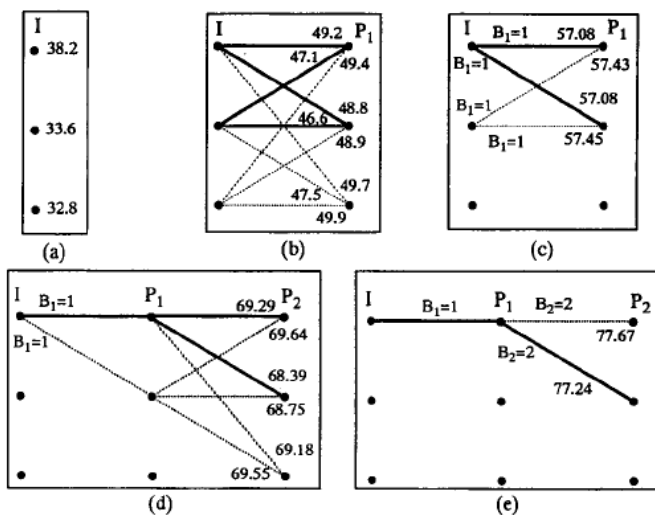 I
38.2
33.6
32.8
(a)
I P₁
49.2
47.1
49.4
48.8
46.6
48.9
49.7
47.5
49.9
(b)
I B₁=1 57.08 P₁
B₁=1 57.43
57.08
B₁=1
B₁=1 57.45
(c)
I B₁=1 P₁ 69.29 P₂
B₁=1 69.64
68.39
68.75
69.18
69.55
(d)
I B₁=1 P₁ B₂=2 P₂
77.67
B₂=2
77.24
(e)